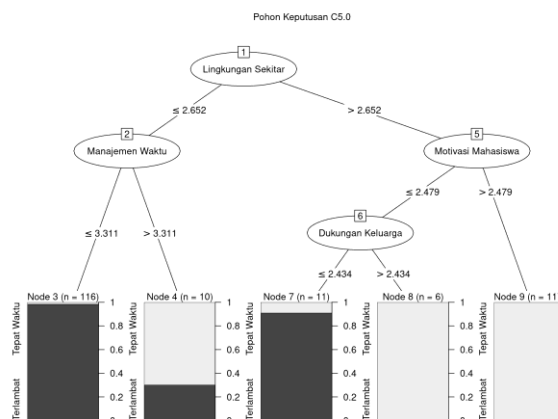 Pohon Keputusan C5.0
1
Lingkungan Sekitar
≤ 2.652
> 2.652
2
Manajemen Waktu
5
Motivasi Mahasiswa
≤ 2.479
> 2.479
6
Dukungan Keluarga
≤ 3.311
> 3.311
≤ 2.434
> 2.434
Node 3 (n = 116)
Node 4 (n = 10)
Node 7 (n = 11)
Node 8 (n = 6)
Terlambat
Tepat Waktu
1
0.8
0.6
0.4
0.2
0
Terlambat
Tepat Waktu
1
0.8
0.6
0.4
0.2
0
Terlambat
Tepat Waktu
1
0.8
0.6
0.4
0.2
0
Terlambat
Tepat Waktu
1
0.8
0.6
0.4
0.2
0
Terlambat
Tepat Waktu